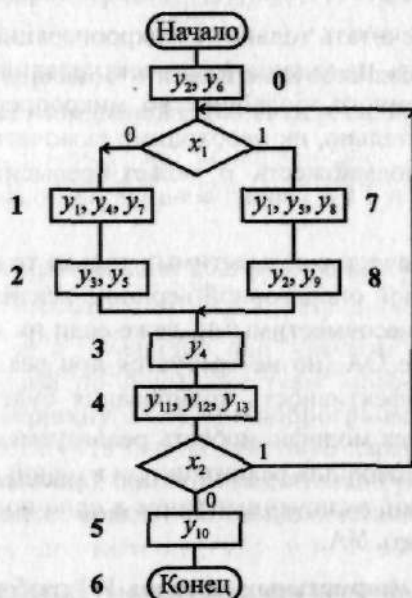 Начало
y2, y6 0
0 x1 1
1 y1, y4, y7 y1, y3, y8 7
2 y3, y5 y2, y9 8
3 y4
4 y11, y12, y13
x2 1
0
5 y10
6 Конец